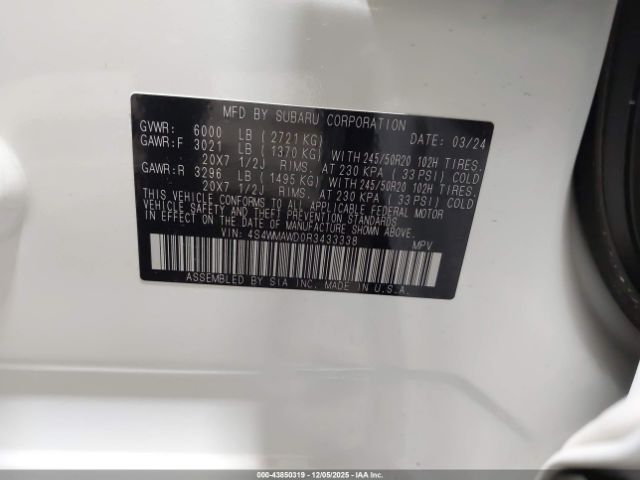 MFD BY SUBARU CORPORATION
GVWR: 6000 LB (2721 KG) DATE: 03/24
GAWR:F 3021 LB (1370 KG) WITH 245/50R20 102H TIRES.
20X7 1/2J RIMS. AT 230 KPA (33 PSI) COLD
GAWR:R 3296 LB (1495 KG) WITH 245/50R20 102H TIRES.
20X7 1/2J RIMS. AT 230 KPA (33 PSI) COLD
THIS VEHICLE CONFORMS TO ALL APPLICABLE FEDERAL MOTOR
VEHICLE SAFETY AND THEFT PREVENTION STANDARDS
IN EFFECT ON THE DATE OF MANUFACTURE SHOWN ABOVE.
VIN: 4S4WMAWD0R3433338 MPV
ASSEMBLED BY SIA INC. MADE IN U.S.A.
000-43850319 - 12/05/2025 - IAAI.COM